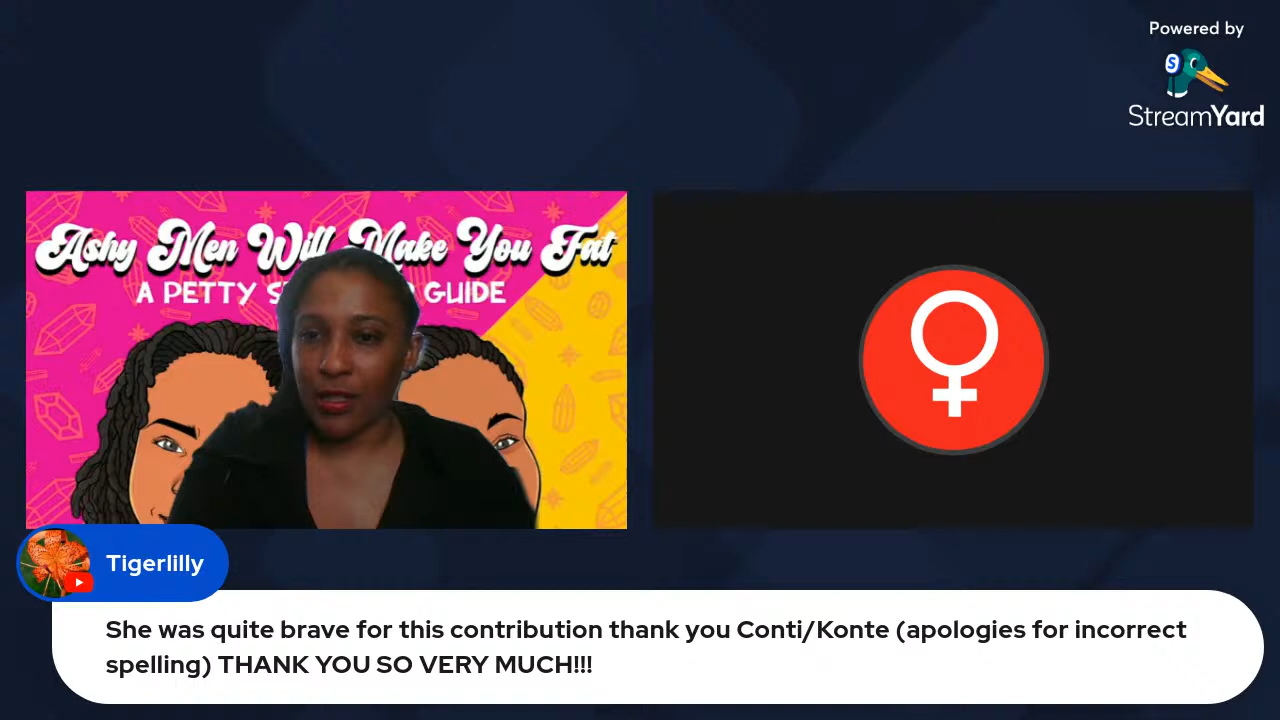 Powered by
S
StreamYard
Ashy Men Will Make You Fat
A PETTY S GUIDE
Tigerlilly
She was quite brave for this contribution thank you Conti/Konte (apologies for incorrect
spelling) THANK YOU SO VERY MUCH!!!